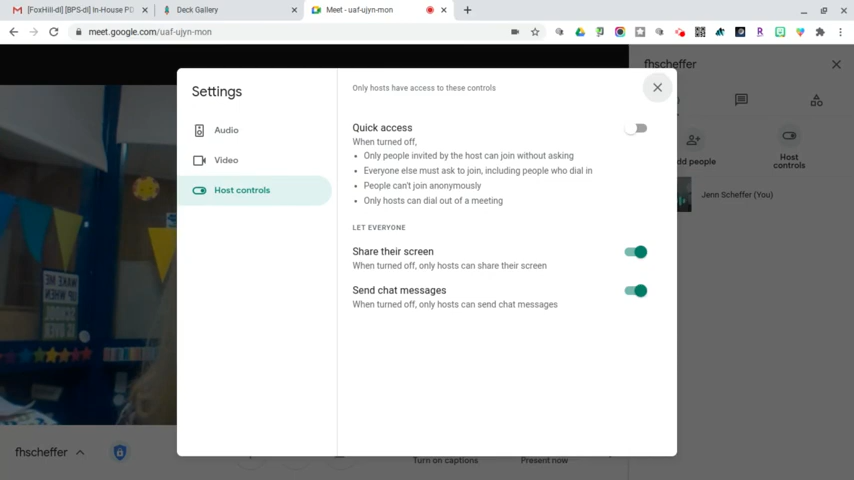 [FoxHill-dl] [BPS-dl] In-House PD
Deck Gallery
Meet - uaf-ujyn-mon
meet.google.com/uaf-ujyn-mon
fhscheffer
Settings
Only hosts have access to these controls
Audio
Video
Host controls
Quick access
When turned off,
• Only people invited by the host can join without asking
• Everyone else must ask to join, including people who dial in
• People can't join anonymously
• Only hosts can dial out of a meeting
LET EVERYONE
Share their screen
When turned off, only hosts can share their screen
Send chat messages
When turned off, only hosts can send chat messages
dd people
Host
controls
Jenn Scheffer (You)
fhscheffer
Turn on captions
Present now